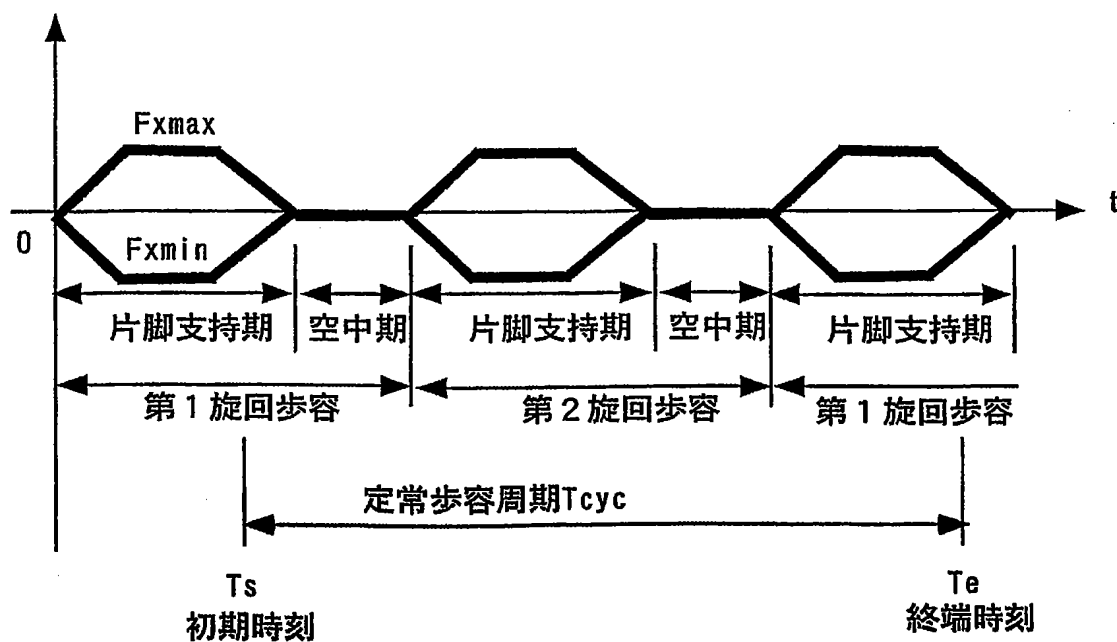 Fxmax
t
0
Fxmin
片脚支持期 空中期 片脚支持期 空中期 片脚支持期
第1旋回歩容 第2旋回歩容 第1旋回歩容
定常歩容周期Tcyc
Ts
初期時刻
Te
終端時刻